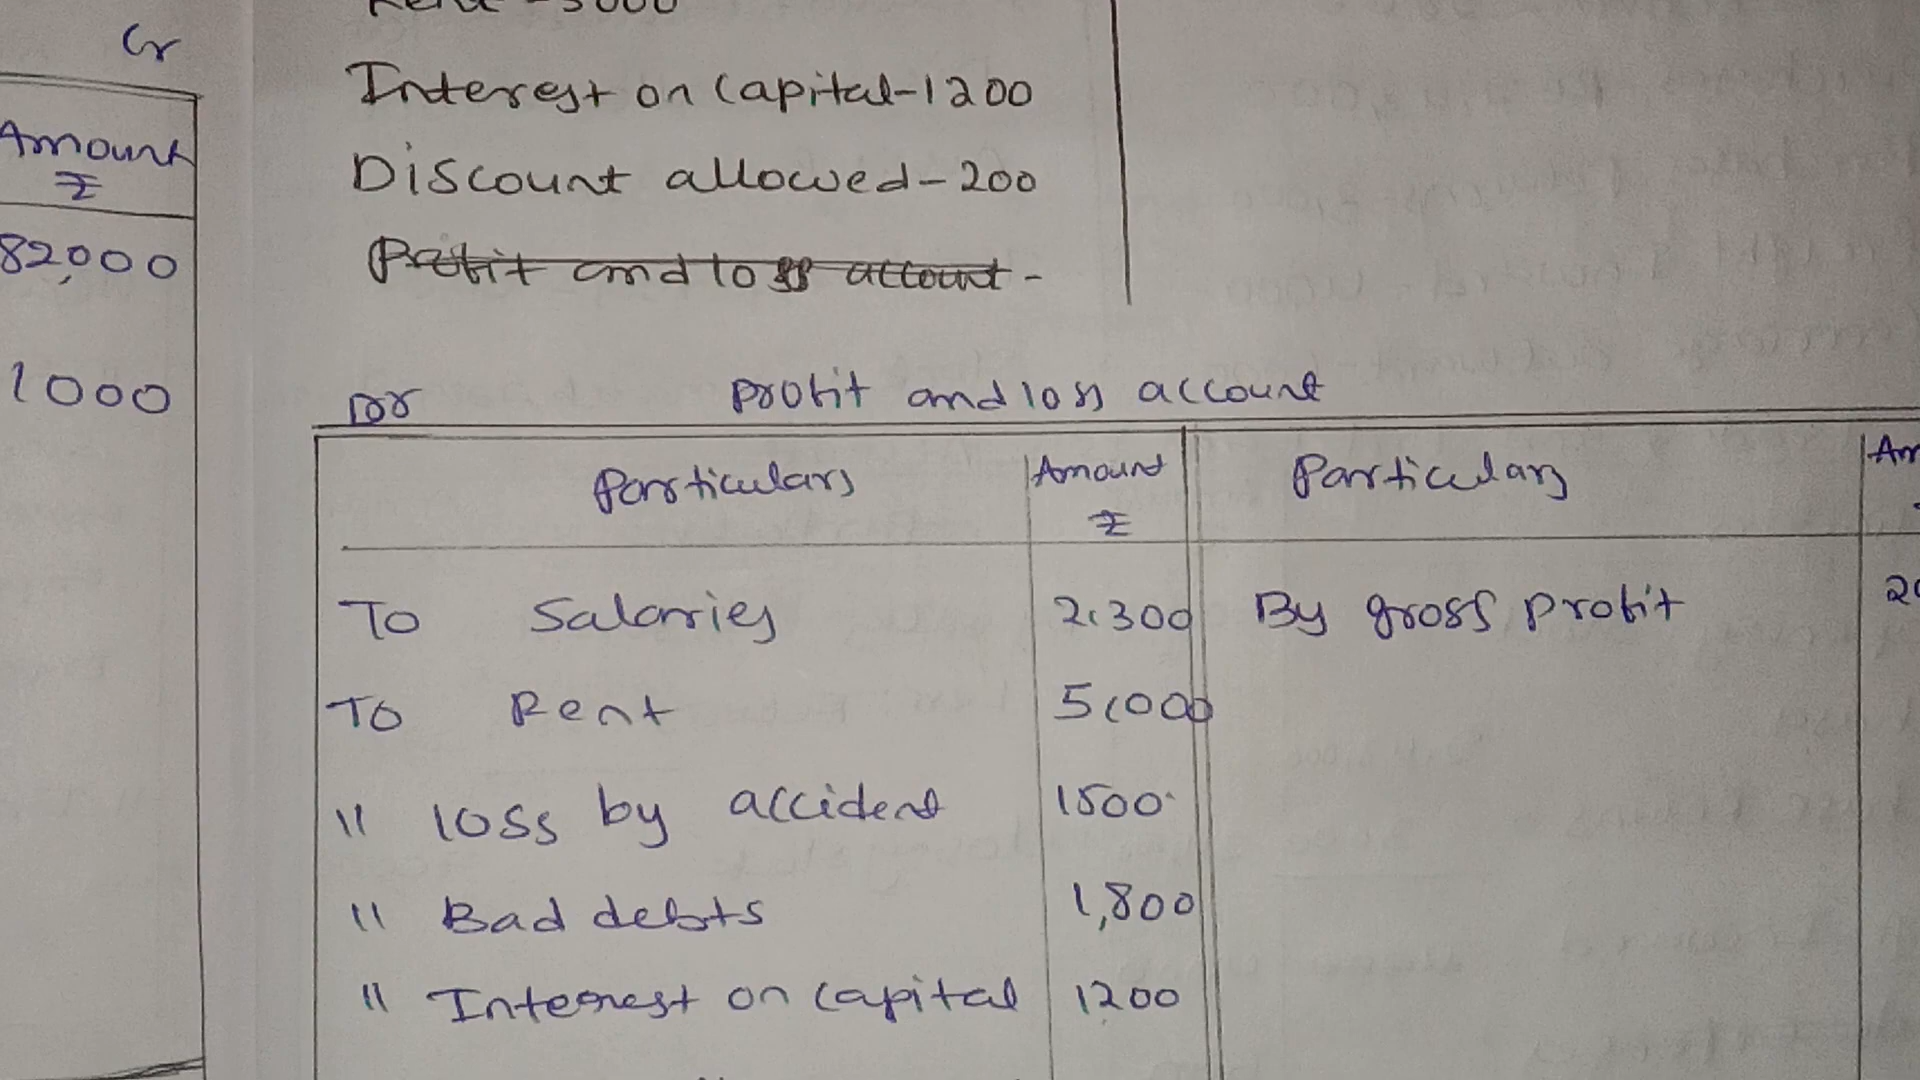 Cr
Amount
₹
82,000
1000
Rent - 5000
Interest on Capital-1200
Discount allowed-200
Profit and loss account -
Dr Profit and loss account
Particulars Amount ₹ Particulars
To Salaries 2,300 By gross profit
To Rent 5,000
" loss by accident 1500
" Bad debts 1,800
" Interest on capital 1200